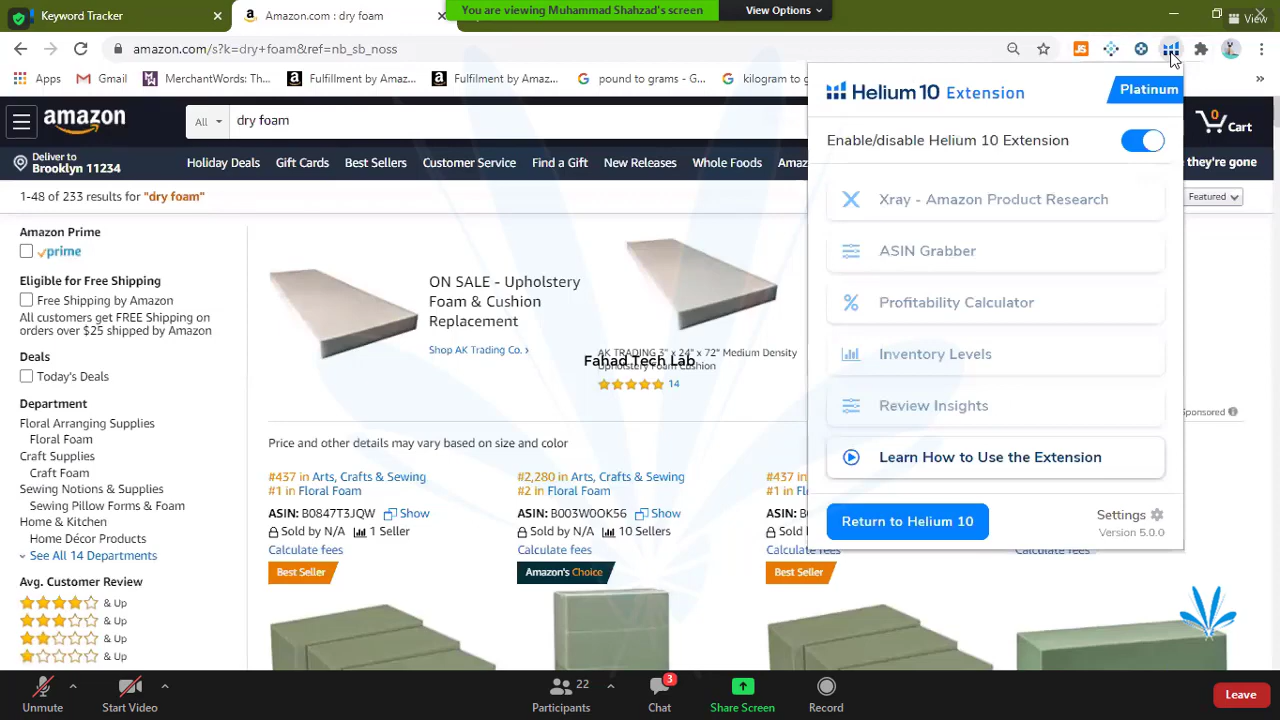 Keyword Tracker
Amazon.com : dry foam
You are viewing Muhammad Shahzad's screen
View Options
View
amazon.com/s?k=dry+foam&ref=nb_sb_noss
JS
Apps
Gmail
MerchantWords: Th...
Fulfillment by Amaz...
Fulfillment by Amaz...
pound to grams - G...
kilogram to
»
amazon
All
dry foam
0
Cart
Deliver to
Brooklyn 11234
Holiday Deals
Gift Cards
Best Sellers
Customer Service
Find a Gift
New Releases
Whole Foods
Amaz
they're gone
1-48 of 233 results for "dry foam"
Featured
Helium 10 Extension
Platinum
Enable/disable Helium 10 Extension
Xray - Amazon Product Research
ASIN Grabber
Profitability Calculator
Inventory Levels
Review Insights
Learn How to Use the Extension
Return to Helium 10
Settings
Version 5.0.0
Amazon Prime
prime
Eligible for Free Shipping
Free Shipping by Amazon
All customers get FREE Shipping on
orders over $25 shipped by Amazon
Deals
Today's Deals
Department
Floral Arranging Supplies
Floral Foam
Craft Supplies
Craft Foam
Sewing Notions & Supplies
Sewing Pillow Forms & Foam
Home & Kitchen
Home Décor Products
See All 14 Departments
Avg. Customer Review
& Up
& Up
& Up
& Up
ON SALE - Upholstery
Foam & Cushion
Replacement
Shop AK Trading Co. ›
AK TRADING 3" x 24" x 72" Medium Density
Upholstery Foam Cushion
Fahad Tech Lab
14
Sponsored
Price and other details may vary based on size and color
#437 in Arts, Crafts & Sewing
#1 in Floral Foam
ASIN: B0847T3JQW Show
Sold by N/A 1 Seller
Calculate fees
Best Seller
#2,280 in Arts, Crafts & Sewing
#2 in Floral Foam
ASIN: B003WOOK56 Show
Sold by N/A 10 Sellers
Calculate fees
Amazon's Choice
#437 in
#1 in Fl
ASIN: B
Sold
Calculate fees
Best Seller
Calculate fees
Unmute
Start Video
22
Participants
3
Chat
Share Screen
Record
Leave